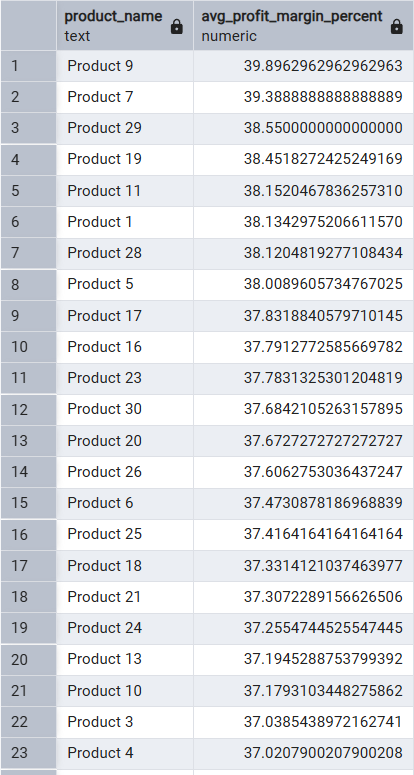 product_name avg_profit_margin_percent
text numeric
1 Product 9 39.8962962962962963
2 Product 7 39.3888888888888889
3 Product 29 38.5500000000000000
4 Product 19 38.4518272425249169
5 Product 11 38.1520467836257310
6 Product 1 38.1342975206611570
7 Product 28 38.1204819277108434
8 Product 5 38.0089605734767025
9 Product 17 37.8318840579710145
10 Product 16 37.7912772585669782
11 Product 23 37.7831325301204819
12 Product 30 37.6842105263157895
13 Product 20 37.6727272727272727
14 Product 26 37.6062753036437247
15 Product 6 37.4730878186968839
16 Product 25 37.4164164164164164
17 Product 18 37.3314121037463977
18 Product 21 37.3072289156626506
19 Product 24 37.2554744525547445
20 Product 13 37.1945288753799392
21 Product 10 37.1793103448275862
22 Product 3 37.0385438972162741
23 Product 4 37.0207900207900208